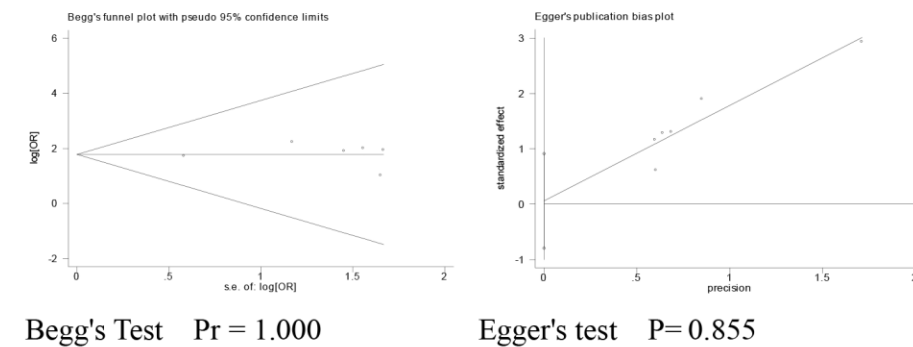 Begg's funnel plot with pseudo 95% confidence limits
log[OR]
6
4
2
0
-2
0 .5 1 1.5 2
s.e. of: log[OR]
Begg's Test Pr = 1.000
Egger's publication bias plot
standardized effect
3
2
1
0
-1
0 .5 1 1.5 2
precision
Egger's test P= 0.855